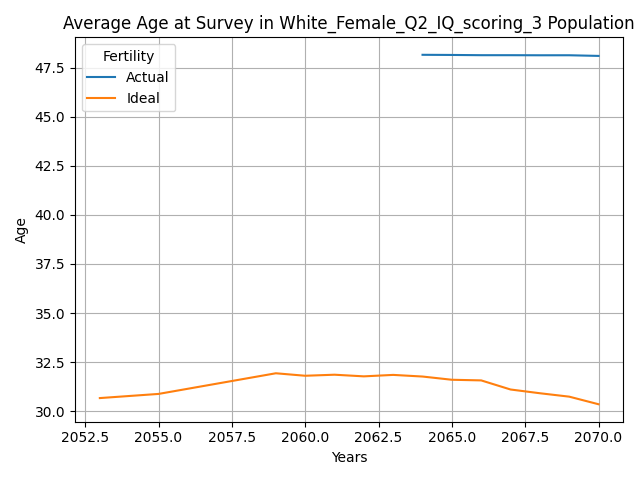 Average Age at Survey in White_Female_Q2_IQ_scoring_3 Population
Fertility
Actual
Ideal
47.5
45.0
42.5
40.0
37.5
35.0
32.5
30.0
Age
2052.5 2055.0 2057.5 2060.0 2062.5 2065.0 2067.5 2070.0
Years